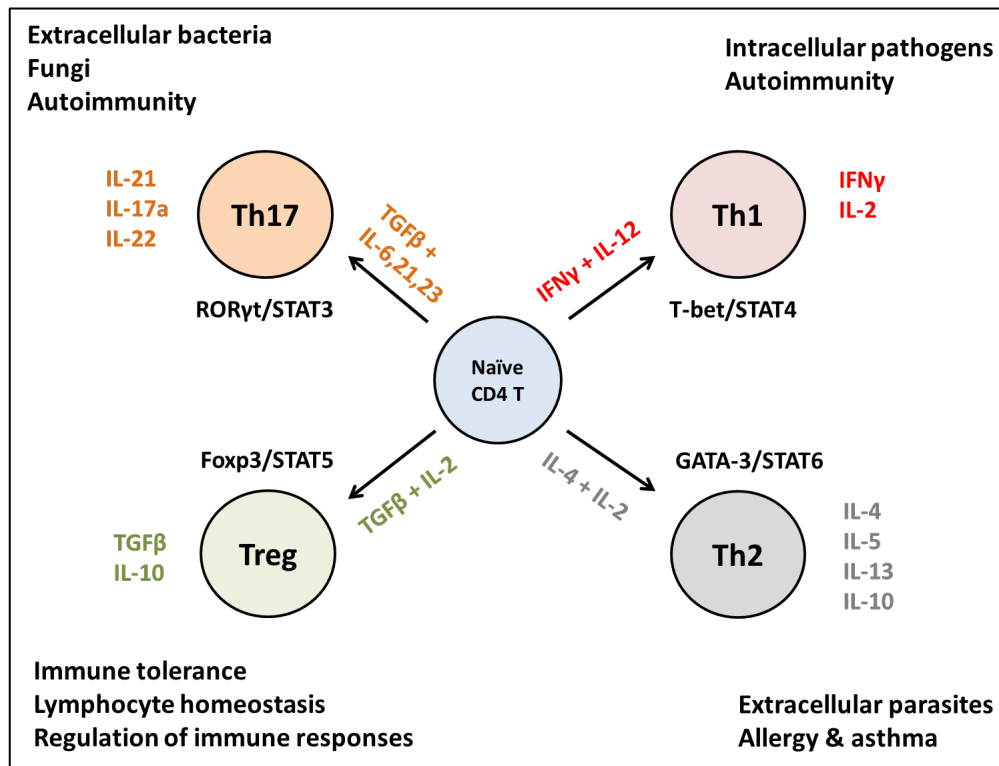 Extracellular bacteria
Fungi
Autoimmunity
Intracellular pathogens
Autoimmunity
IL-21
IL-17a
IL-22
Th17
TGFβ +
IL-6,21,23
RORγt/STAT3
IFNγ + IL-12
Th1
IFNγ
IL-2
T-bet/STAT4
Naïve
CD4 T
Foxp3/STAT5
TGFβ + IL-2
TGFβ
IL-10
Treg
IL-4 + IL-2
GATA-3/STAT6
Th2
IL-4
IL-5
IL-13
IL-10
Immune tolerance
Lymphocyte homeostasis
Regulation of immune responses
Extracellular parasites
Allergy & asthma